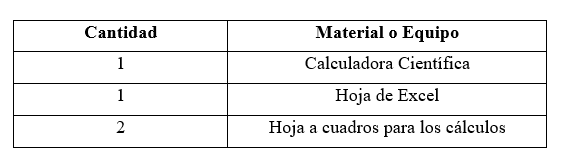 Cantidad Material o Equipo
1 Calculadora Científica
1 Hoja de Excel
2 Hoja a cuadros para los cálculos